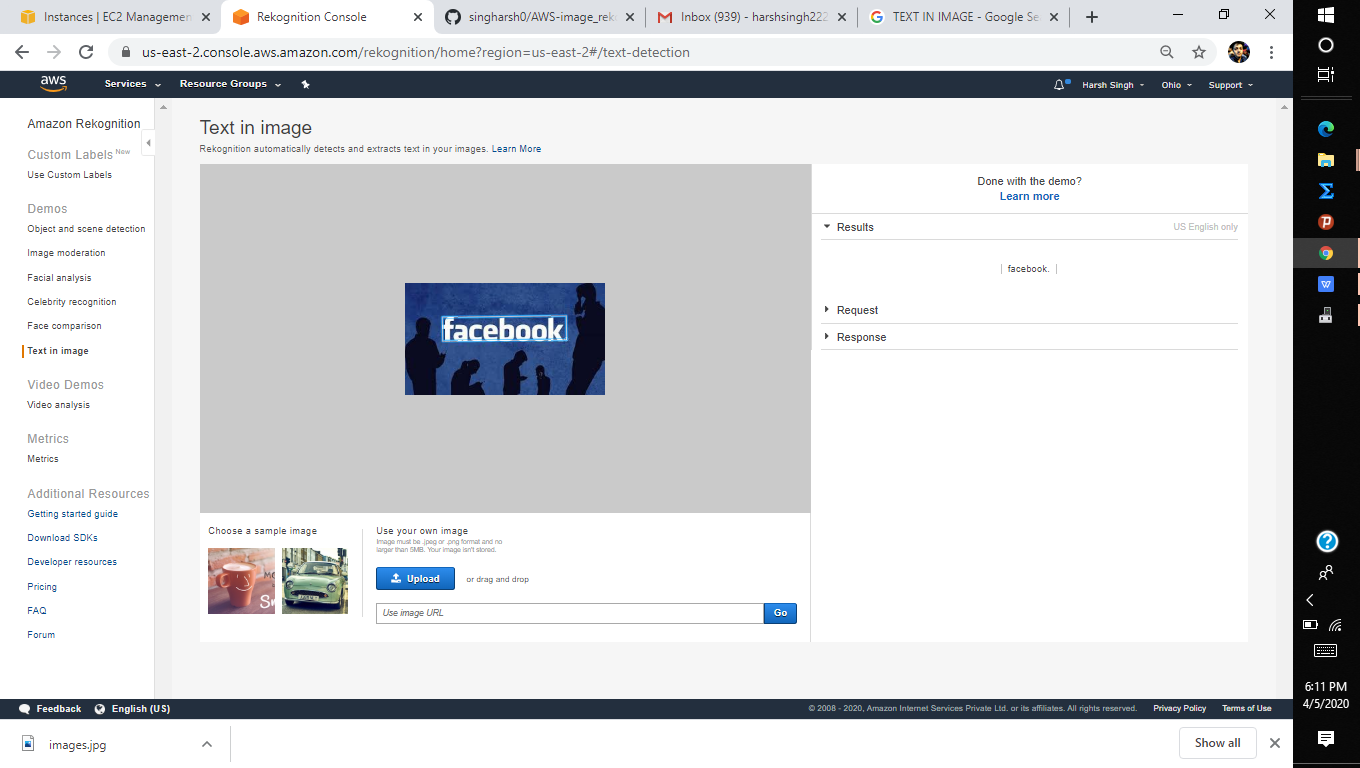 Instances | EC2 Managemen
Rekognition Console
singharsh0/AWS-image_rek
Inbox (939) - harshsingh222
TEXT IN IMAGE - Google Se
us-east-2.console.aws.amazon.com/rekognition/home?region=us-east-2#/text-detection
aws
Services
Resource Groups
Harsh Singh
Ohio
Support
Amazon Rekognition
Custom Labels New
Use Custom Labels
Demos
Object and scene detection
Image moderation
Facial analysis
Celebrity recognition
Face comparison
Text in image
Video Demos
Video analysis
Metrics
Metrics
Additional Resources
Getting started guide
Download SDKs
Developer resources
Pricing
FAQ
Forum
Text in image
Rekognition automatically detects and extracts text in your images. Learn More
facebook
Choose a sample image
Use your own image
Image must be .jpeg or .png format and no
larger than 5MB. Your image isn't stored.
Upload
or drag and drop
Use image URL
Go
Done with the demo?
Learn more
Results
US English only
| facebook. |
Request
Response
Feedback
English (US)
© 2008 - 2020, Amazon Internet Services Private Ltd. or its affiliates. All rights reserved.
Privacy Policy
Terms of Use
images.jpg
Show all
6:11 PM
4/5/2020